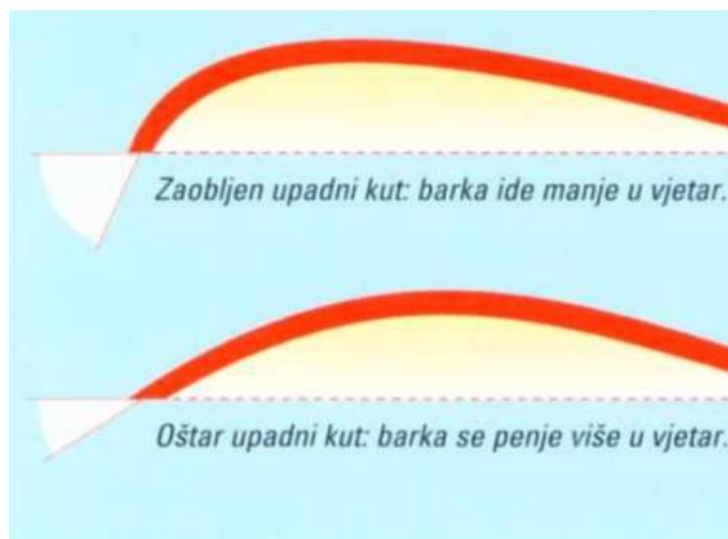 Zaobljen upadni kut: barka ide manje u vjetar.
Oštar upadni kut: barka se penje više u vjetar.